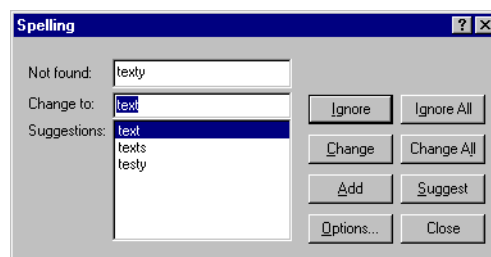 Spelling
Not found: texty
Change to: text
Ignore Ignore All
Suggestions: text
texts
testy
Change Change All
Add Suggest
Options... Close